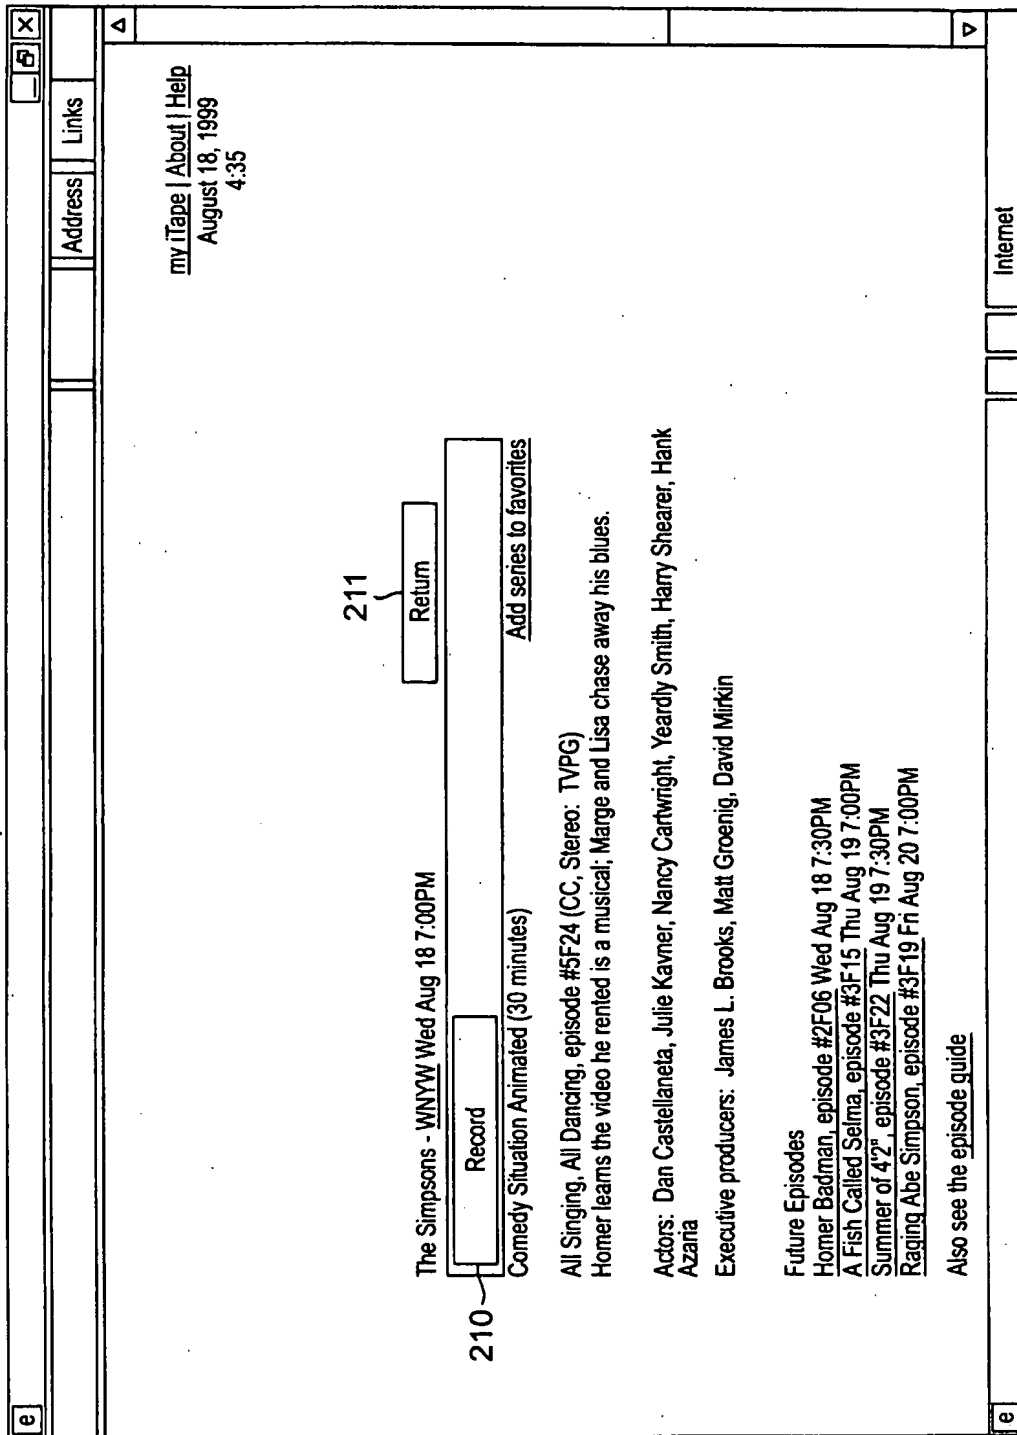 e
Address
Links
my iTape | About | Help
August 18, 1999
4:35
211
Return
The Simpsons - WNYW Wed Aug 18 7:00PM
210
Record
Comedy Situation Animated (30 minutes)
Add series to favorites
All Singing, All Dancing, episode #5F24 (CC, Stereo: TVPG)
Homer learns the video he rented is a musical; Marge and Lisa chase away his blues.
Actors: Dan Castellaneta, Julie Kavner, Nancy Cartwright, Yeardly Smith, Harry Shearer, Hank
Azaria
Executive producers: James L. Brooks, Matt Groenig, David Mirkin
Future Episodes
Homer Badman, episode #2F06 Wed Aug 18 7:30PM
A Fish Called Selma, episode #3F15 Thu Aug 19 7:00PM
Summer of 4'2", episode #3F22 Thu Aug 19 7:30PM
Raging Abe Simpson, episode #3F19 Fri Aug 20 7:00PM
Also see the episode guide
e
Internet